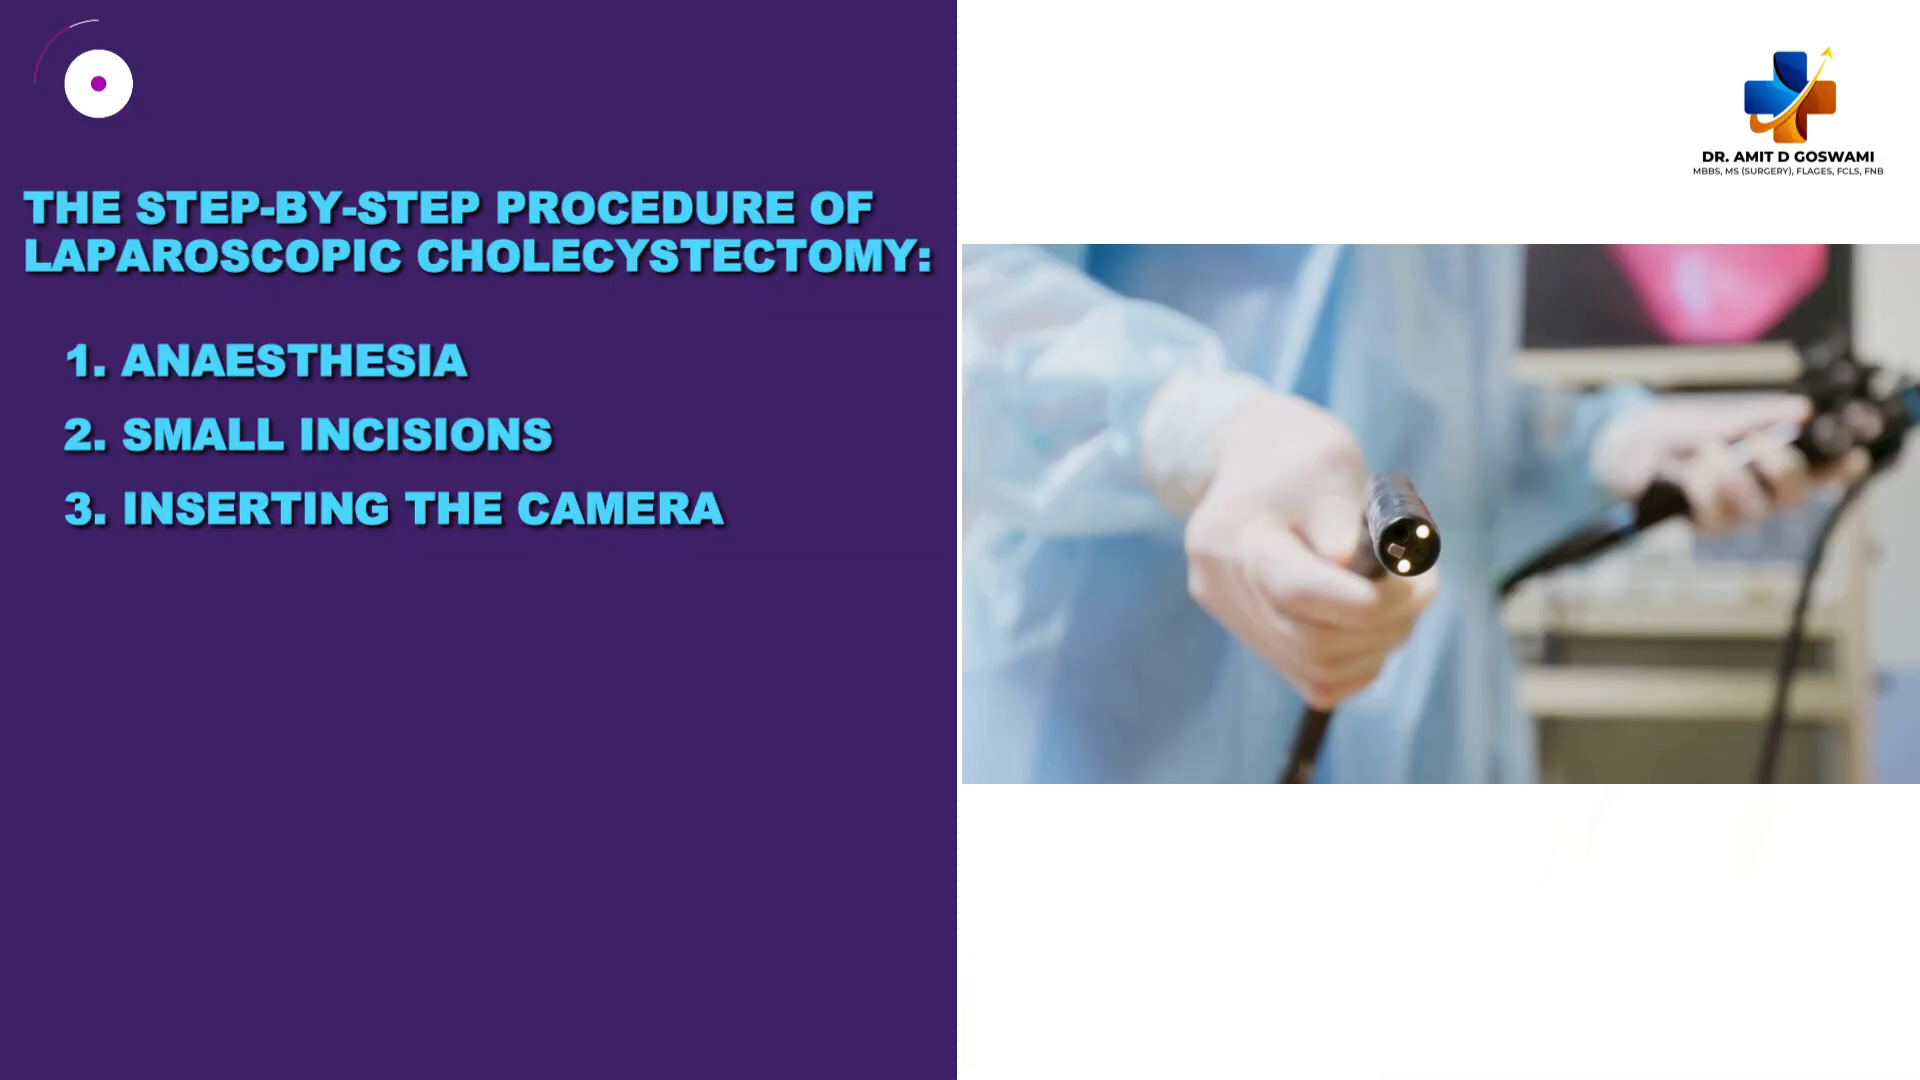 THE STEP-BY-STEP PROCEDURE OF
LAPAROSCOPIC CHOLECYSTECTOMY:
1. ANAESTHESIA
2. SMALL INCISIONS
3. INSERTING THE CAMERA
DR. AMIT D GOSWAMI
MBBS, MS (SURGERY), FLAGES, FCLS, FNB